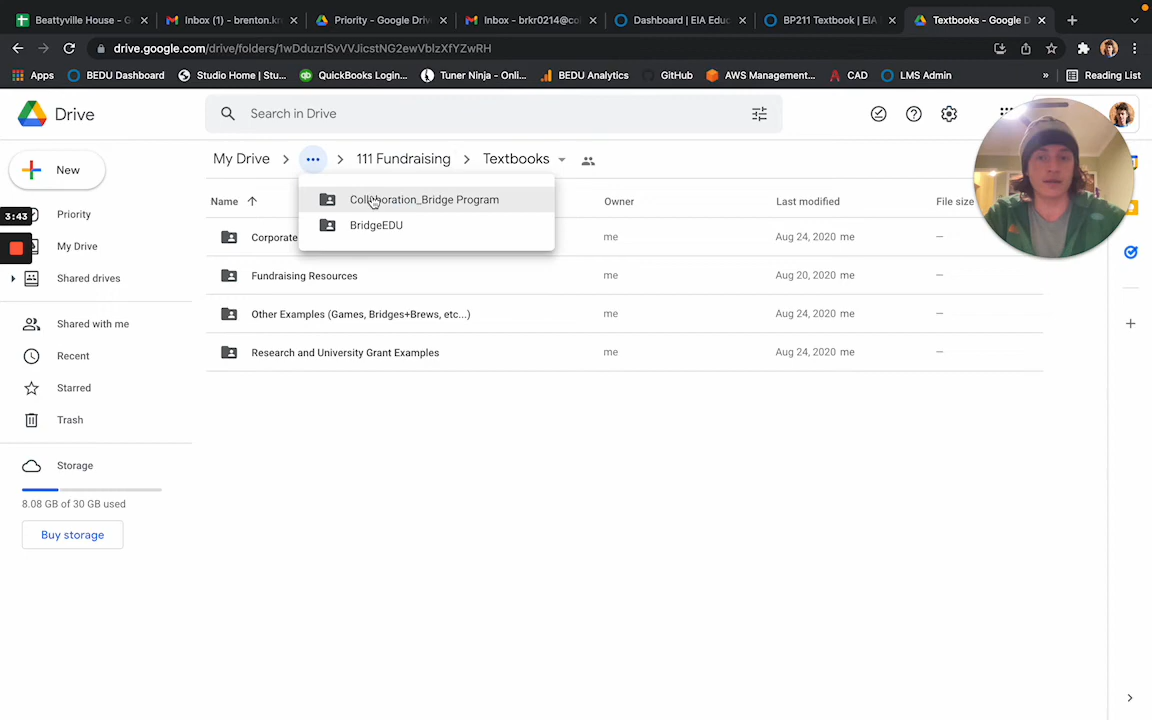 Beattyville House - G
Inbox (1) - brenton.kr
Priority - Google Driv
Inbox - brkr0214@co
Dashboard | EIA Educ
BP211 Textbook | EIA
Textbooks - Google D
drive.google.com/drive/folders/1wDduzrlSvVVJicstNG2ewVblzXfYZwRH
Apps
BEDU Dashboard
Studio Home | Stu...
QuickBooks Login...
Tuner Ninja - Onli...
BEDU Analytics
GitHub
AWS Management...
CAD
LMS Admin
»
Reading List
Drive
Search in Drive
New
My Drive
111 Fundraising
Textbooks
Collaboration_Bridge Program
BridgeEDU
3:43
Priority
My Drive
Shared drives
Shared with me
Recent
Starred
Trash
Storage
8.08 GB of 30 GB used
Buy storage
Name
Owner
Last modified
File size
Corporate
me
Aug 24, 2020 me
—
Fundraising Resources
me
Aug 20, 2020 me
—
Other Examples (Games, Bridges+Brews, etc...)
me
Aug 24, 2020 me
—
Research and University Grant Examples
me
Aug 24, 2020 me
—